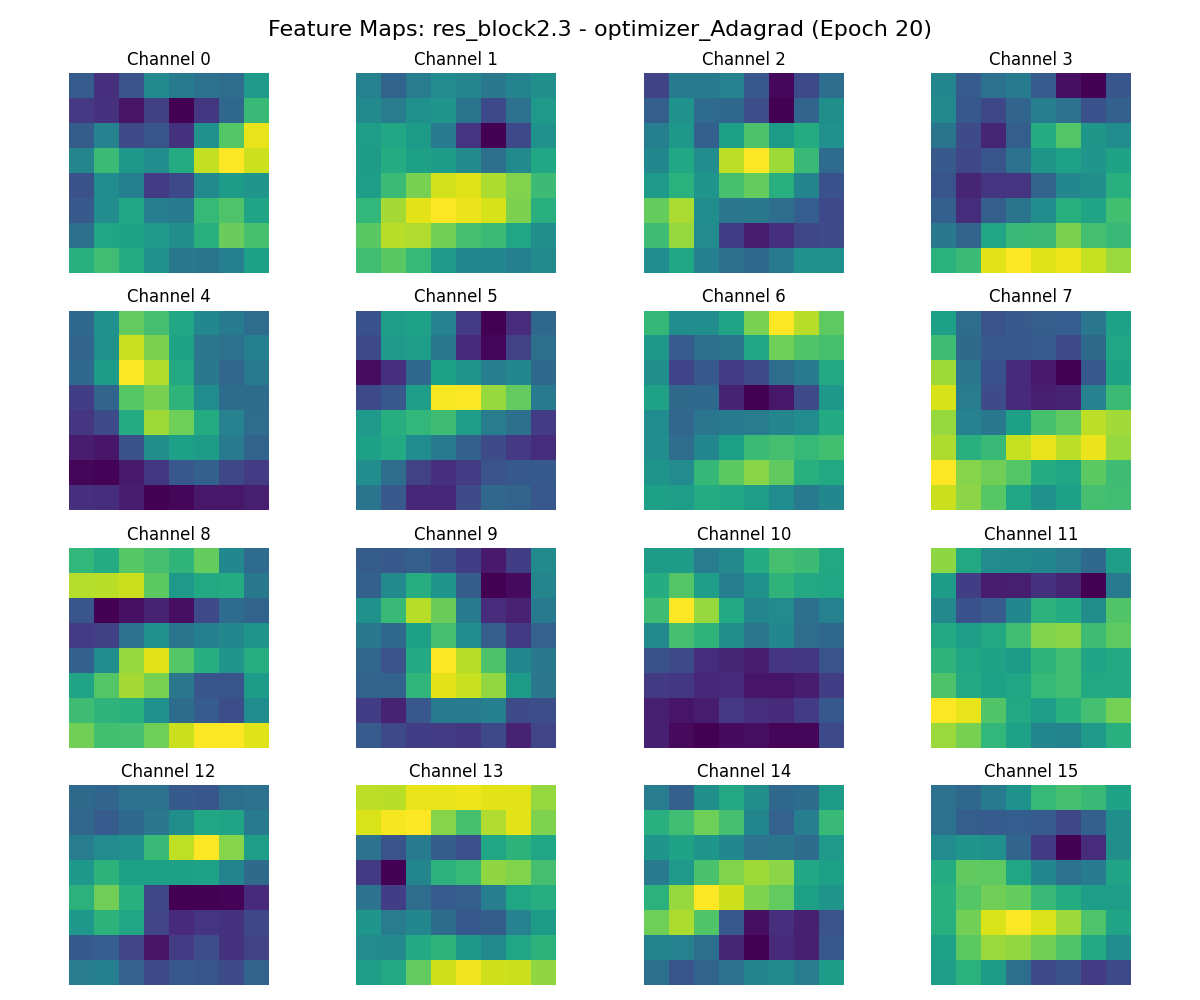 Feature Maps: res_block2.3 - optimizer_Adagrad (Epoch 20)
Channel 0
Channel 1
Channel 2
Channel 3
Channel 4
Channel 5
Channel 6
Channel 7
Channel 8
Channel 9
Channel 10
Channel 11
Channel 12
Channel 13
Channel 14
Channel 15